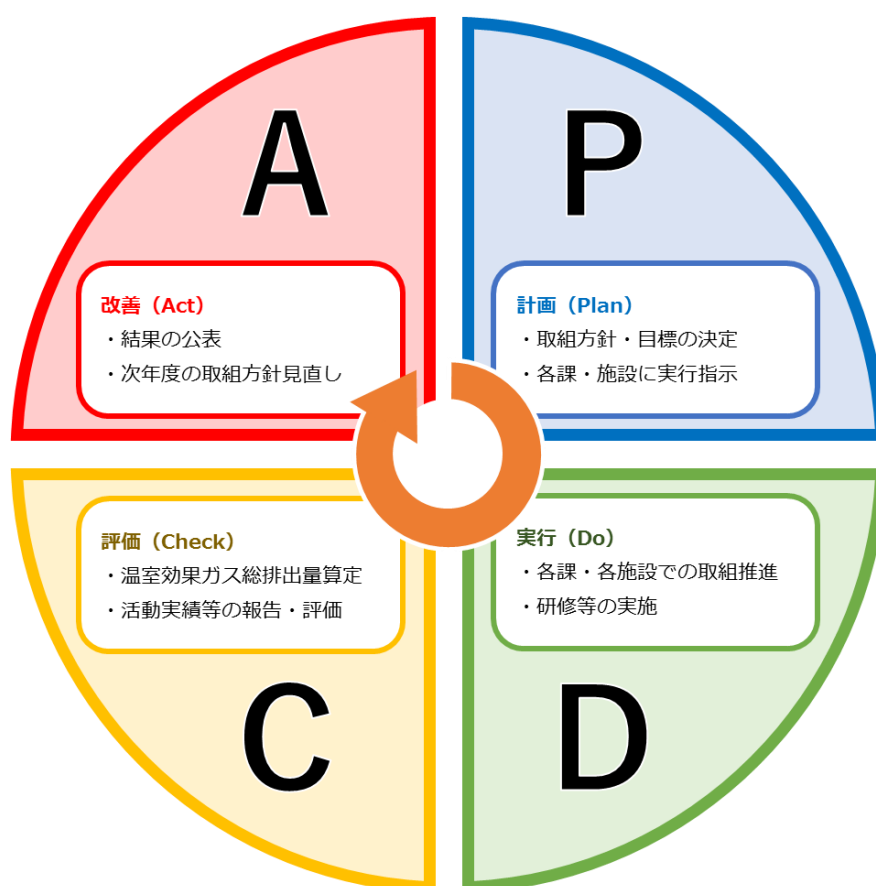 A
改善（Act）
・結果の公表
・次年度の取組方針見直し
P
計画（Plan）
・取組方針・目標の決定
・各課・施設に実行指示
評価（Check）
・温室効果ガス総排出量算定
・活動実績等の報告・評価
C
実行（Do）
・各課・各施設での取組推進
・研修等の実施
D